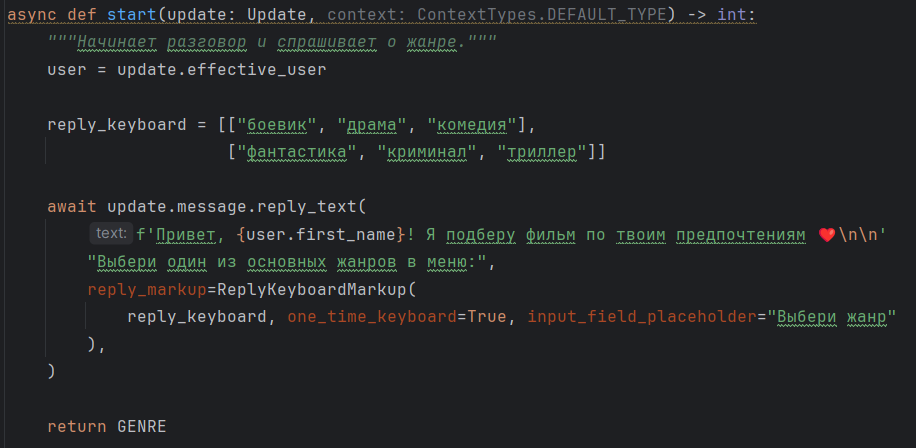 async def start(update: Update, context: ContextTypes.DEFAULT_TYPE) -> int:
    """Начинает разговор и спрашивает о жанре."""
    user = update.effective_user

    reply_keyboard = [["боевик", "драма", "комедия"],
                      ["фантастика", "криминал", "триллер"]]

    await update.message.reply_text(
        text: f'Привет, {user.first_name}! Я подберу фильм по твоим предпочтениям ❤️\n\n'
        "Выбери один из основных жанров в меню:",
        reply_markup=ReplyKeyboardMarkup(
            reply_keyboard, one_time_keyboard=True, input_field_placeholder="Выбери жанр"
        ),
    )

    return GENRE